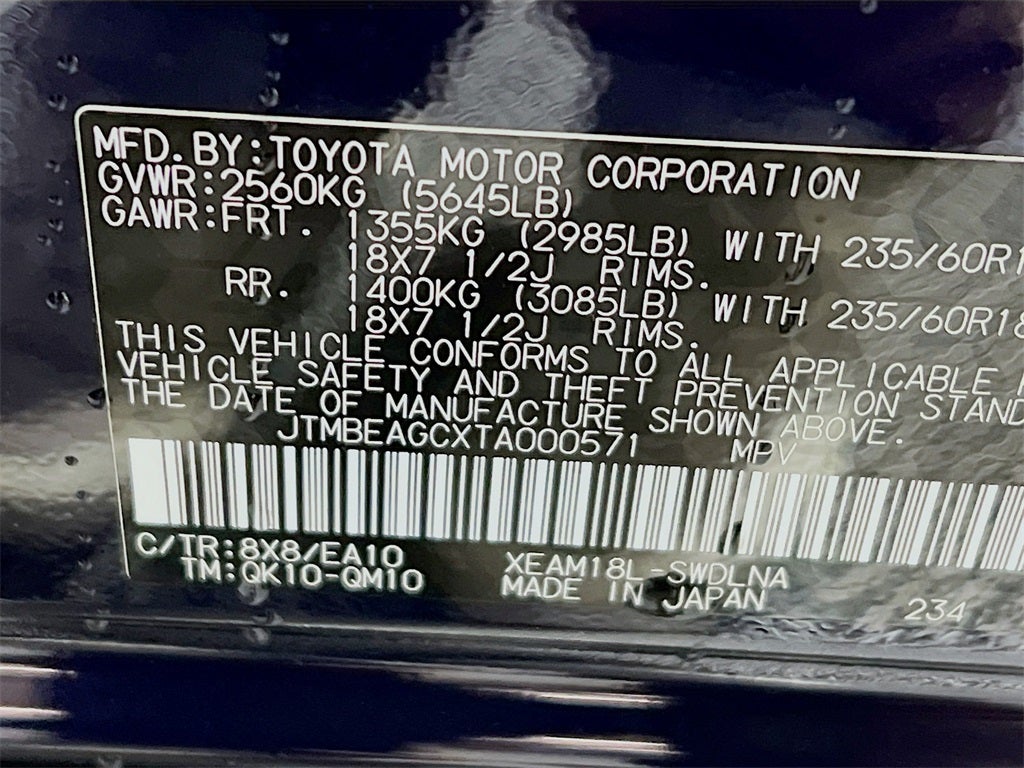 MFD.BY:TOYOTA MOTOR CORPORATION
GVWR:2560KG (5645LB)
GAWR:FRT. 1355KG (2985LB) WITH 235/60R1
18X7 1/2J RIMS.
RR. 1400KG (3085LB) WITH 235/60R18
18X7 1/2J RIMS.
THIS VEHICLE CONFORMS TO ALL APPLICABLE
VEHICLE SAFETY AND THEFT PREVENTION STAND
THE DATE OF MANUFACTURE SHOWN ABOVE.
JTMBEAGCXTA000571 MPV
C/TR:8X8/EA10 XEAM18L-SWDLNA
TM:QK10-QM10 MADE IN JAPAN 234